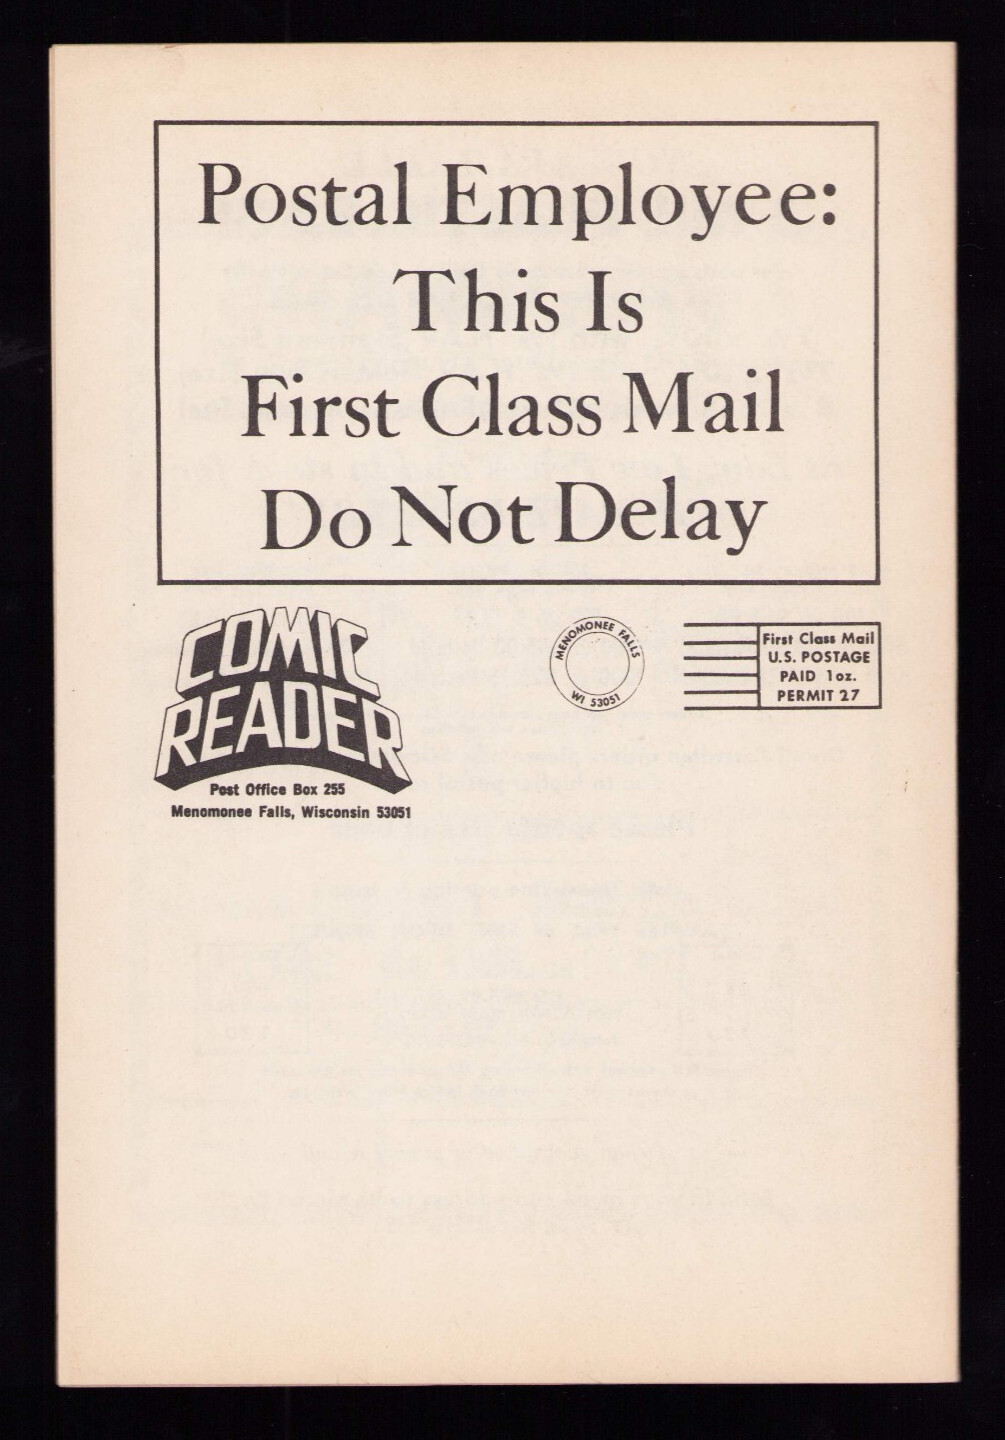 Postal Employee:
This Is
First Class Mail
Do Not Delay
COMIC
READER
Post Office Box 255
Menomonee Falls, Wisconsin 53051
MENOMONEE FALLS
WI 53051
First Class Mail
U.S. POSTAGE
PAID 1oz.
PERMIT 27